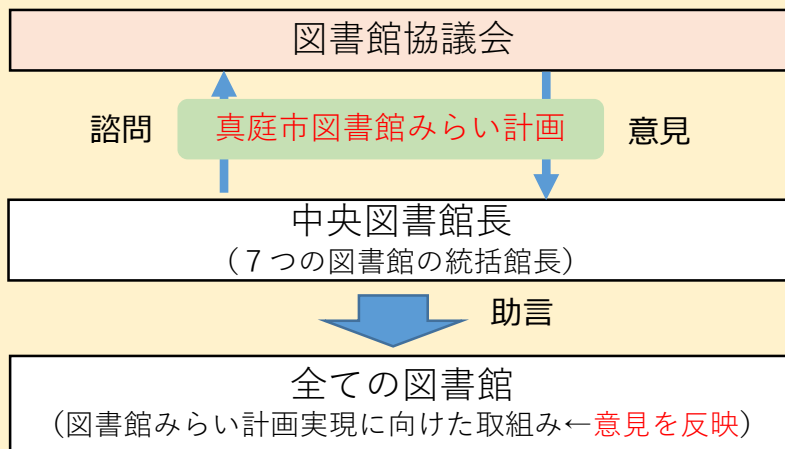 図書館協議会
諮問
真庭市図書館みらい計画
意見
中央図書館長
（７つの図書館の統括館長）
助言
全ての図書館
（図書館みらい計画実現に向けた取組み←意見を反映）